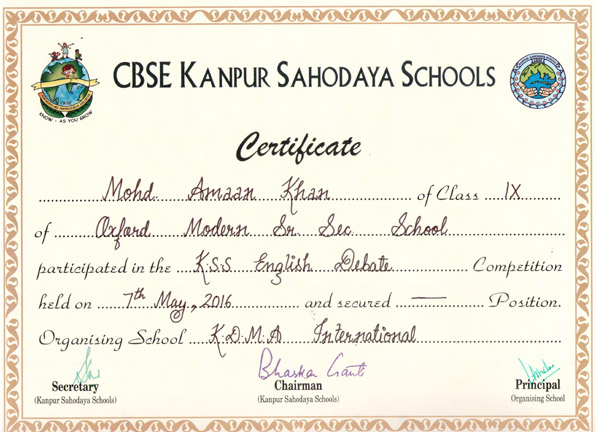 CBSE KANPUR SAHODAYA SCHOOLS
KNOW - AS YOU GROW
Certificate
Mohd. Amaan Khan of Class IX
of Oxford Modern Sr. Sec. School
participated in the K.S.S English Debate Competition
held on 7th May, 2016 and secured — Position.
Organising School K.D.M.A International
Bhaskar
Secretary Chairman Principal
(Kanpur Sahodaya Schools) (Kanpur Sahodaya Schools) Organising School